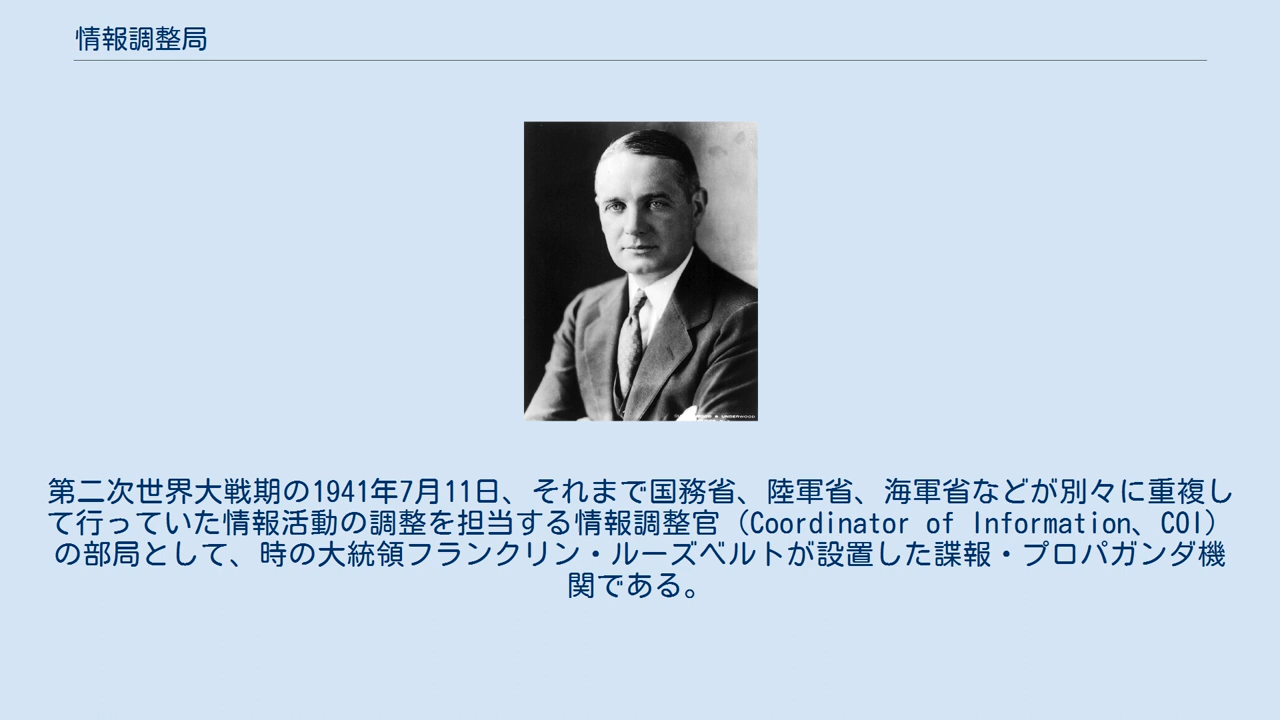 情報調整局
& UNDERWOOD
第二次世界大戦期の1941年7月11日、それまで国務省、陸軍省、海軍省などが別々に重複し
て行っていた情報活動の調整を担当する情報調整官（Coordinator of Information、COI）
の部局として、時の大統領フランクリン・ルーズベルトが設置した諜報・プロパガンダ機
関である。